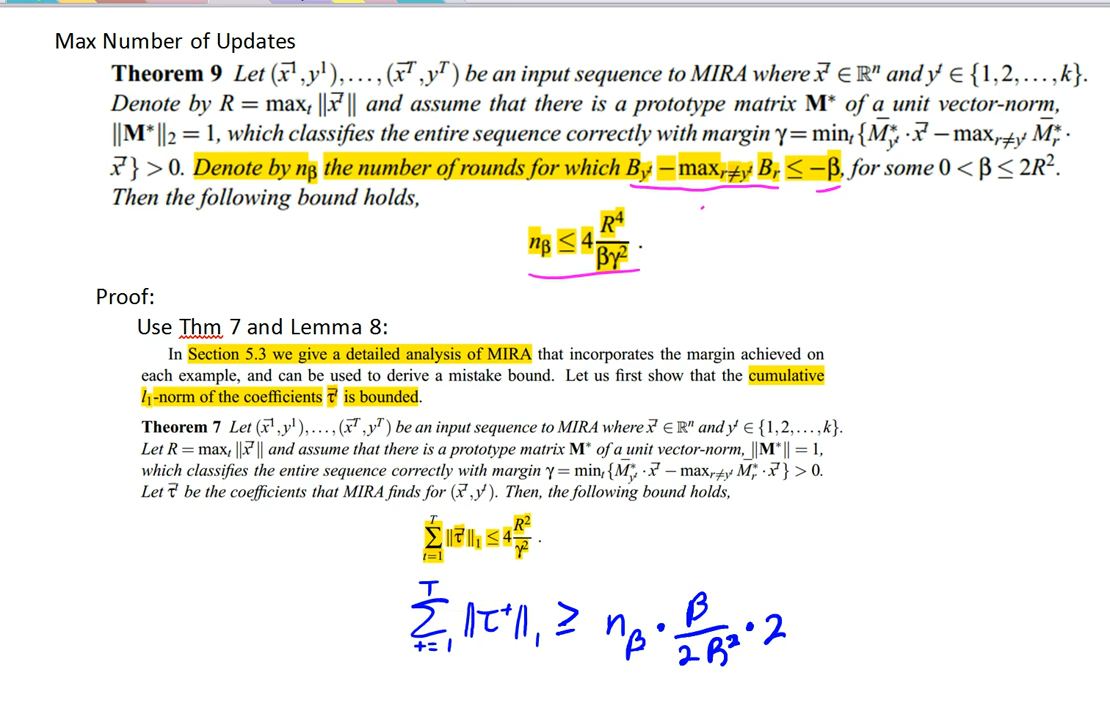 Max Number of Updates
Theorem 9 Let (x⃗¹,y¹),…,(x⃗ᵀ,yᵀ) be an input sequence to MIRA where x⃗ᵗ ∈ ℝⁿ and yᵗ ∈ {1,2,…,k}.
Denote by R = maxₜ ‖x⃗ᵗ‖ and assume that there is a prototype matrix M* of a unit vector-norm,
‖M*‖₂ = 1, which classifies the entire sequence correctly with margin γ = minₜ{M̄*_{yᵗ} · x⃗ᵗ − max_{r≠yᵗ} M̄*_r ·
x⃗ᵗ} > 0. Denote by n_β the number of rounds for which B_{yᵗ} − max_{r≠yᵗ} B_r ≤ −β, for some 0 < β ≤ 2R².
Then the following bound holds,
n_β ≤ 4 R⁴/(βγ²) .
Proof:
Use Thm 7 and Lemma 8:
In Section 5.3 we give a detailed analysis of MIRA that incorporates the margin achieved on
each example, and can be used to derive a mistake bound. Let us first show that the cumulative
l₁-norm of the coefficients τ⃗ᵗ is bounded.
Theorem 7 Let (x⃗¹,y¹),…,(x⃗ᵀ,yᵀ) be an input sequence to MIRA where x⃗ᵗ ∈ ℝⁿ and yᵗ ∈ {1,2,…,k}.
Let R = maxₜ ‖x⃗ᵗ‖ and assume that there is a prototype matrix M* of a unit vector-norm, ‖M*‖ = 1,
which classifies the entire sequence correctly with margin γ = minₜ{M̄*_{yᵗ} · x⃗ᵗ − max_{r≠yᵗ} M̄*_r · x⃗ᵗ} > 0.
Let τ⃗ᵗ be the coefficients that MIRA finds for (x⃗ᵗ,yᵗ). Then, the following bound holds,
∑_{t=1}^{T} ‖τ⃗ᵗ‖₁ ≤ 4 R²/γ² .
∑_{t=1}^{T} ‖τᵗ‖₁ ≥ n_β · β/(2R²) · 2